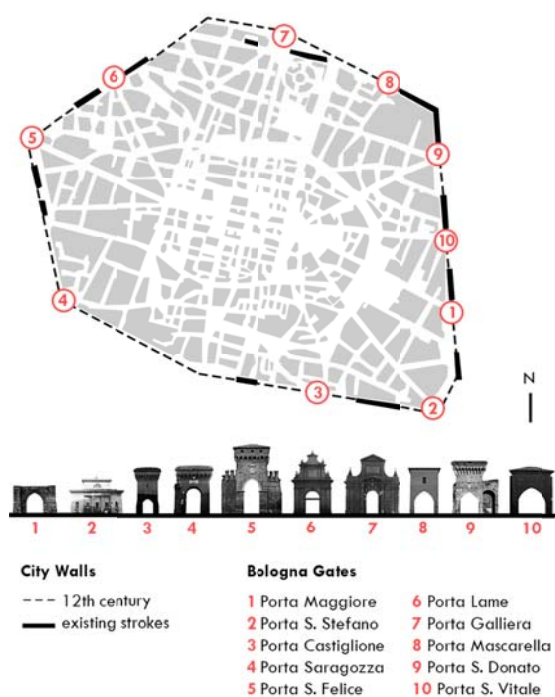 7
8
6
5
9
10
4
1
N
3
2
1 2 3 4 5 6 7 8 9 10
City Walls
12th century
existing strokes
Bologna Gates
1 Porta Maggiore
2 Porta S. Stefano
3 Porta Castiglione
4 Porta Saragozza
5 Porta S. Felice
6 Porta Lame
7 Porta Galliera
8 Porta Mascarella
9 Porta S. Donato
10 Porta S. Vitale